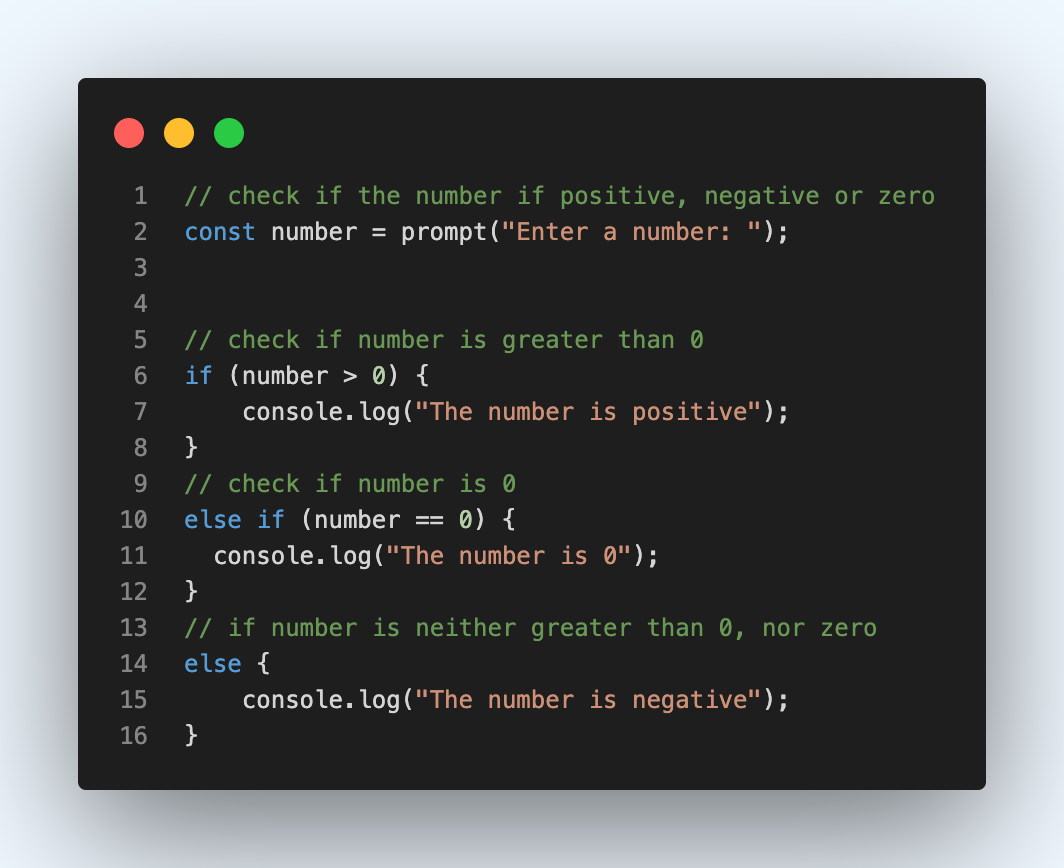 1 // check if the number if positive, negative or zero
2 const number = prompt("Enter a number: ");
3
4
5 // check if number is greater than 0
6 if (number > 0) {
7     console.log("The number is positive");
8 }
9 // check if number is 0
10 else if (number == 0) {
11   console.log("The number is 0");
12 }
13 // if number is neither greater than 0, nor zero
14 else {
15     console.log("The number is negative");
16 }